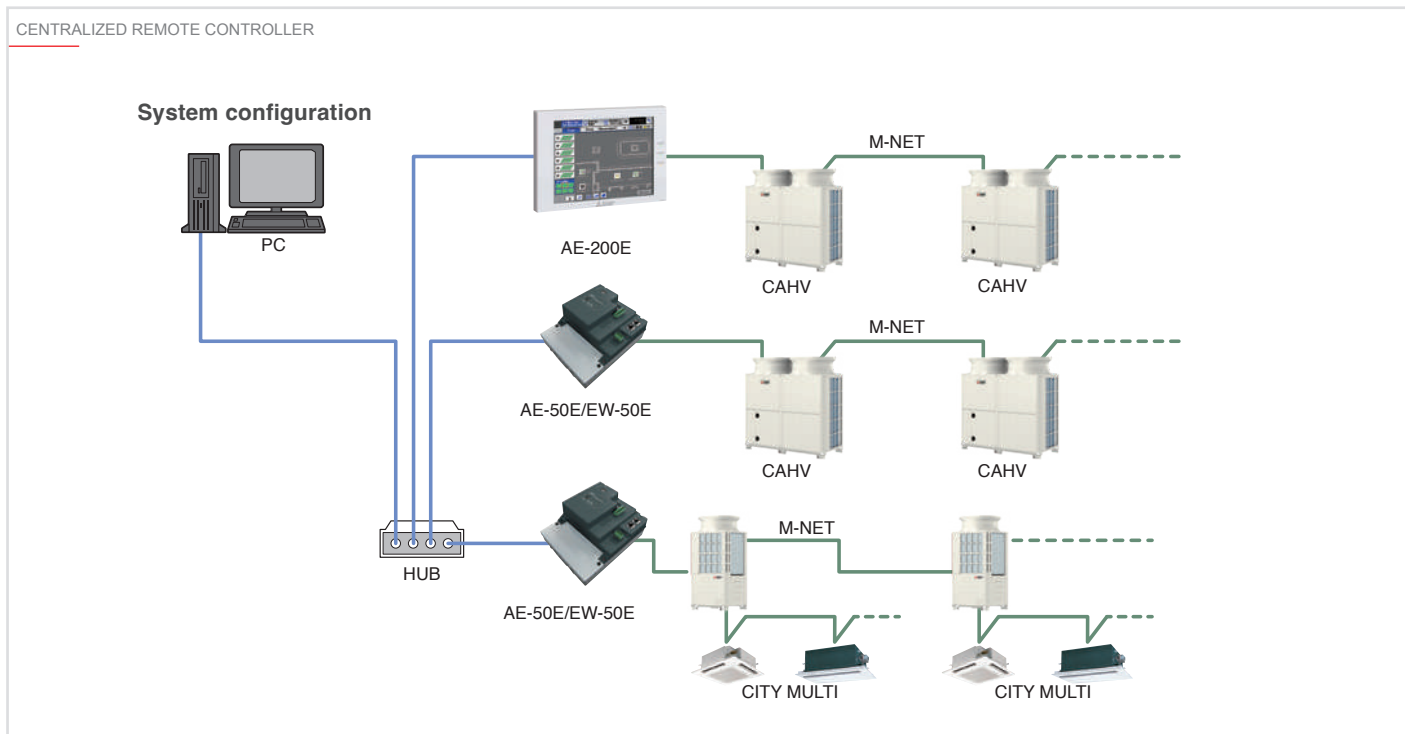 CENTRALIZED REMOTE CONTROLLER
System configuration
M-NET
PC
AE-200E
CAHV
CAHV
M-NET
AE-50E/EW-50E
CAHV
CAHV
M-NET
HUB
AE-50E/EW-50E
CITY MULTI
CITY MULTI